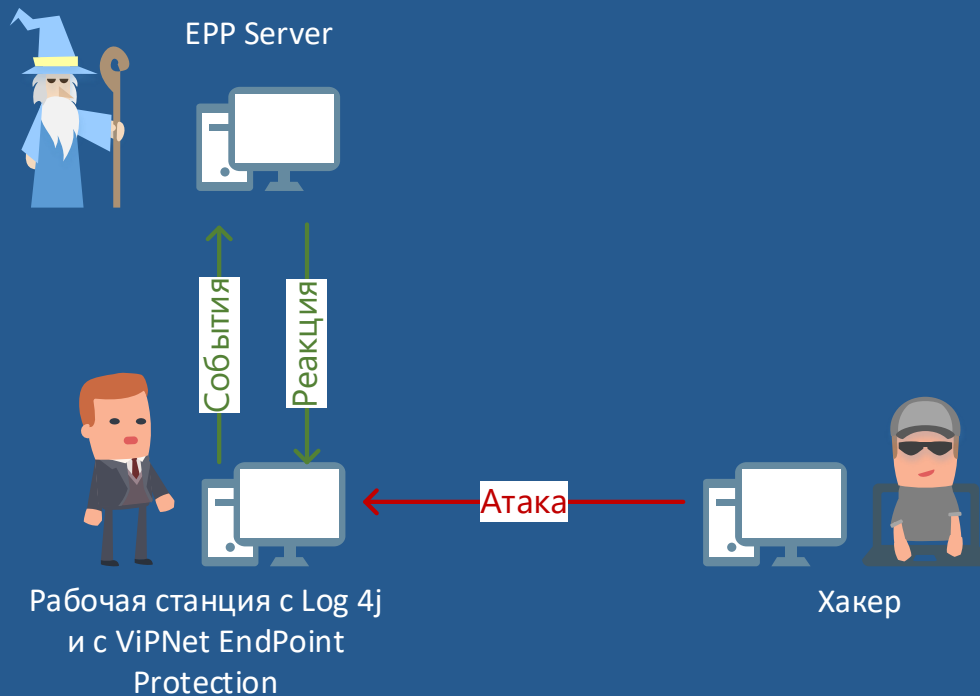 EPP Server
События
Реакция
Атака
Рабочая станция с Log 4j
и с ViPNet EndPoint
Protection
Хакер